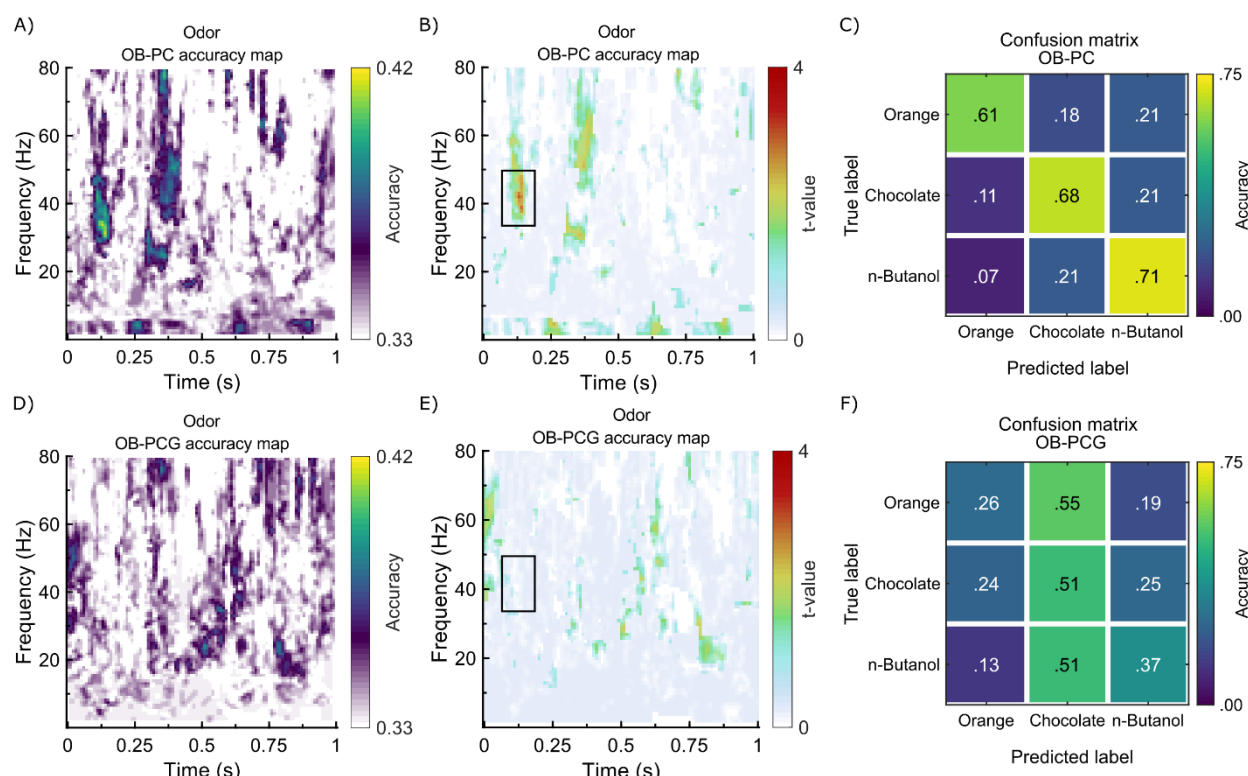 A)
Odor
OB-PC accuracy map
80
60
40
20
Frequency (Hz)
0 0.25 0.5 0.75 1
Time (s)
0.42
0.33
Accuracy
B)
Odor
OB-PC accuracy map
80
60
40
20
Frequency (Hz)
0 0.25 0.5 0.75 1
Time (s)
4
0
t-value
C)
Confusion matrix
OB-PC
True label
Orange .61 .18 .21
Chocolate .11 .68 .21
n-Butanol .07 .21 .71
Orange Chocolate n-Butanol
Predicted label
.75
.00
Accuracy
D)
Odor
OB-PCG accuracy map
80
60
40
20
Frequency (Hz)
0 0.25 0.5 0.75 1
Time (s)
0.42
0.33
Accuracy
E)
Odor
OB-PCG accuracy map
80
60
40
20
Frequency (Hz)
0 0.25 0.5 0.75 1
Time (s)
4
0
t-value
F)
Confusion matrix
OB-PCG
True label
Orange .26 .55 .19
Chocolate .24 .51 .25
n-Butanol .13 .51 .37
Orange Chocolate n-Butanol
Predicted label
.75
.00
Accuracy